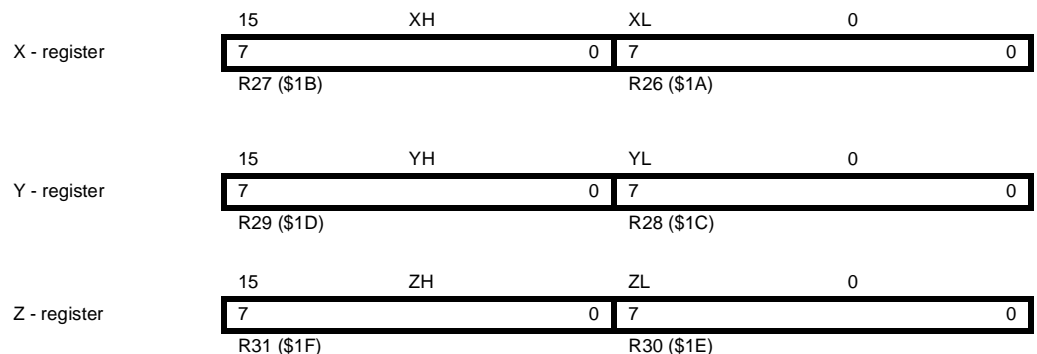 15 XH XL 0
X - register 7 0 7 0
R27 ($1B) R26 ($1A)
15 YH YL 0
Y - register 7 0 7 0
R29 ($1D) R28 ($1C)
15 ZH ZL 0
Z - register 7 0 7 0
R31 ($1F) R30 ($1E)